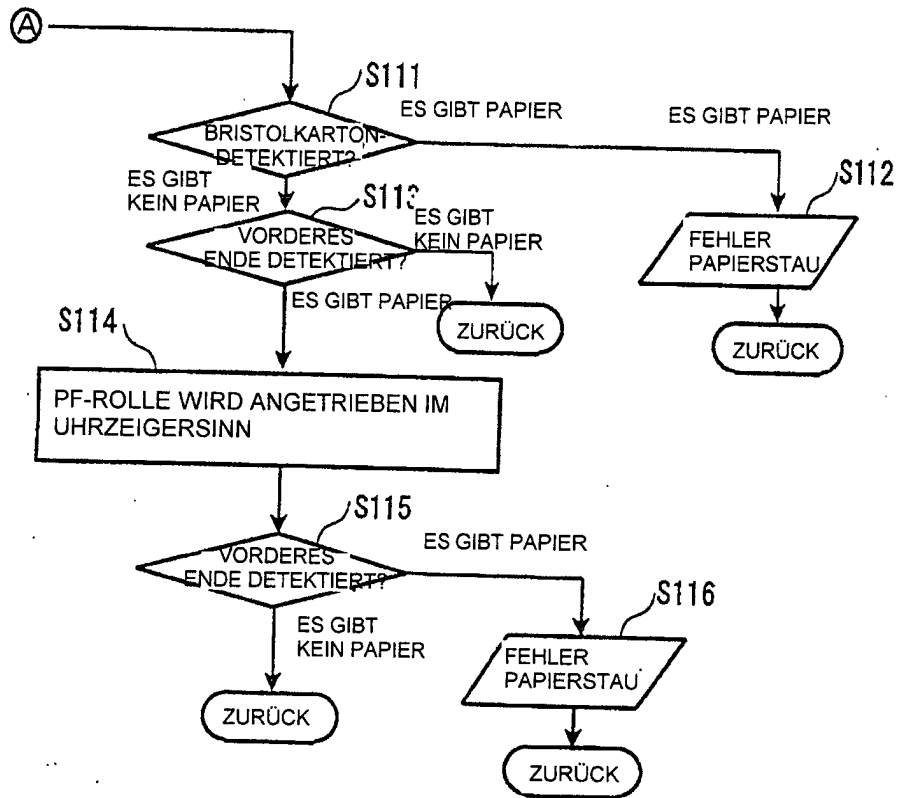 A
S111
BRISTOLKARTON-
DETEKTIERT?
ES GIBT PAPIER
ES GIBT PAPIER
ES GIBT
KEIN PAPIER
S112
FEHLER
PAPIERSTAU
ZURÜCK
S113
VORDERES
ENDE DETEKTIERT?
ES GIBT
KEIN PAPIER
ZURÜCK
ES GIBT PAPIER
S114
PF-ROLLE WIRD ANGETRIEBEN IM
UHRZEIGERSINN
S115
VORDERES
ENDE DETEKTIERT?
ES GIBT PAPIER
ES GIBT
KEIN PAPIER
ZURÜCK
S116
FEHLER
PAPIERSTAU
ZURÜCK